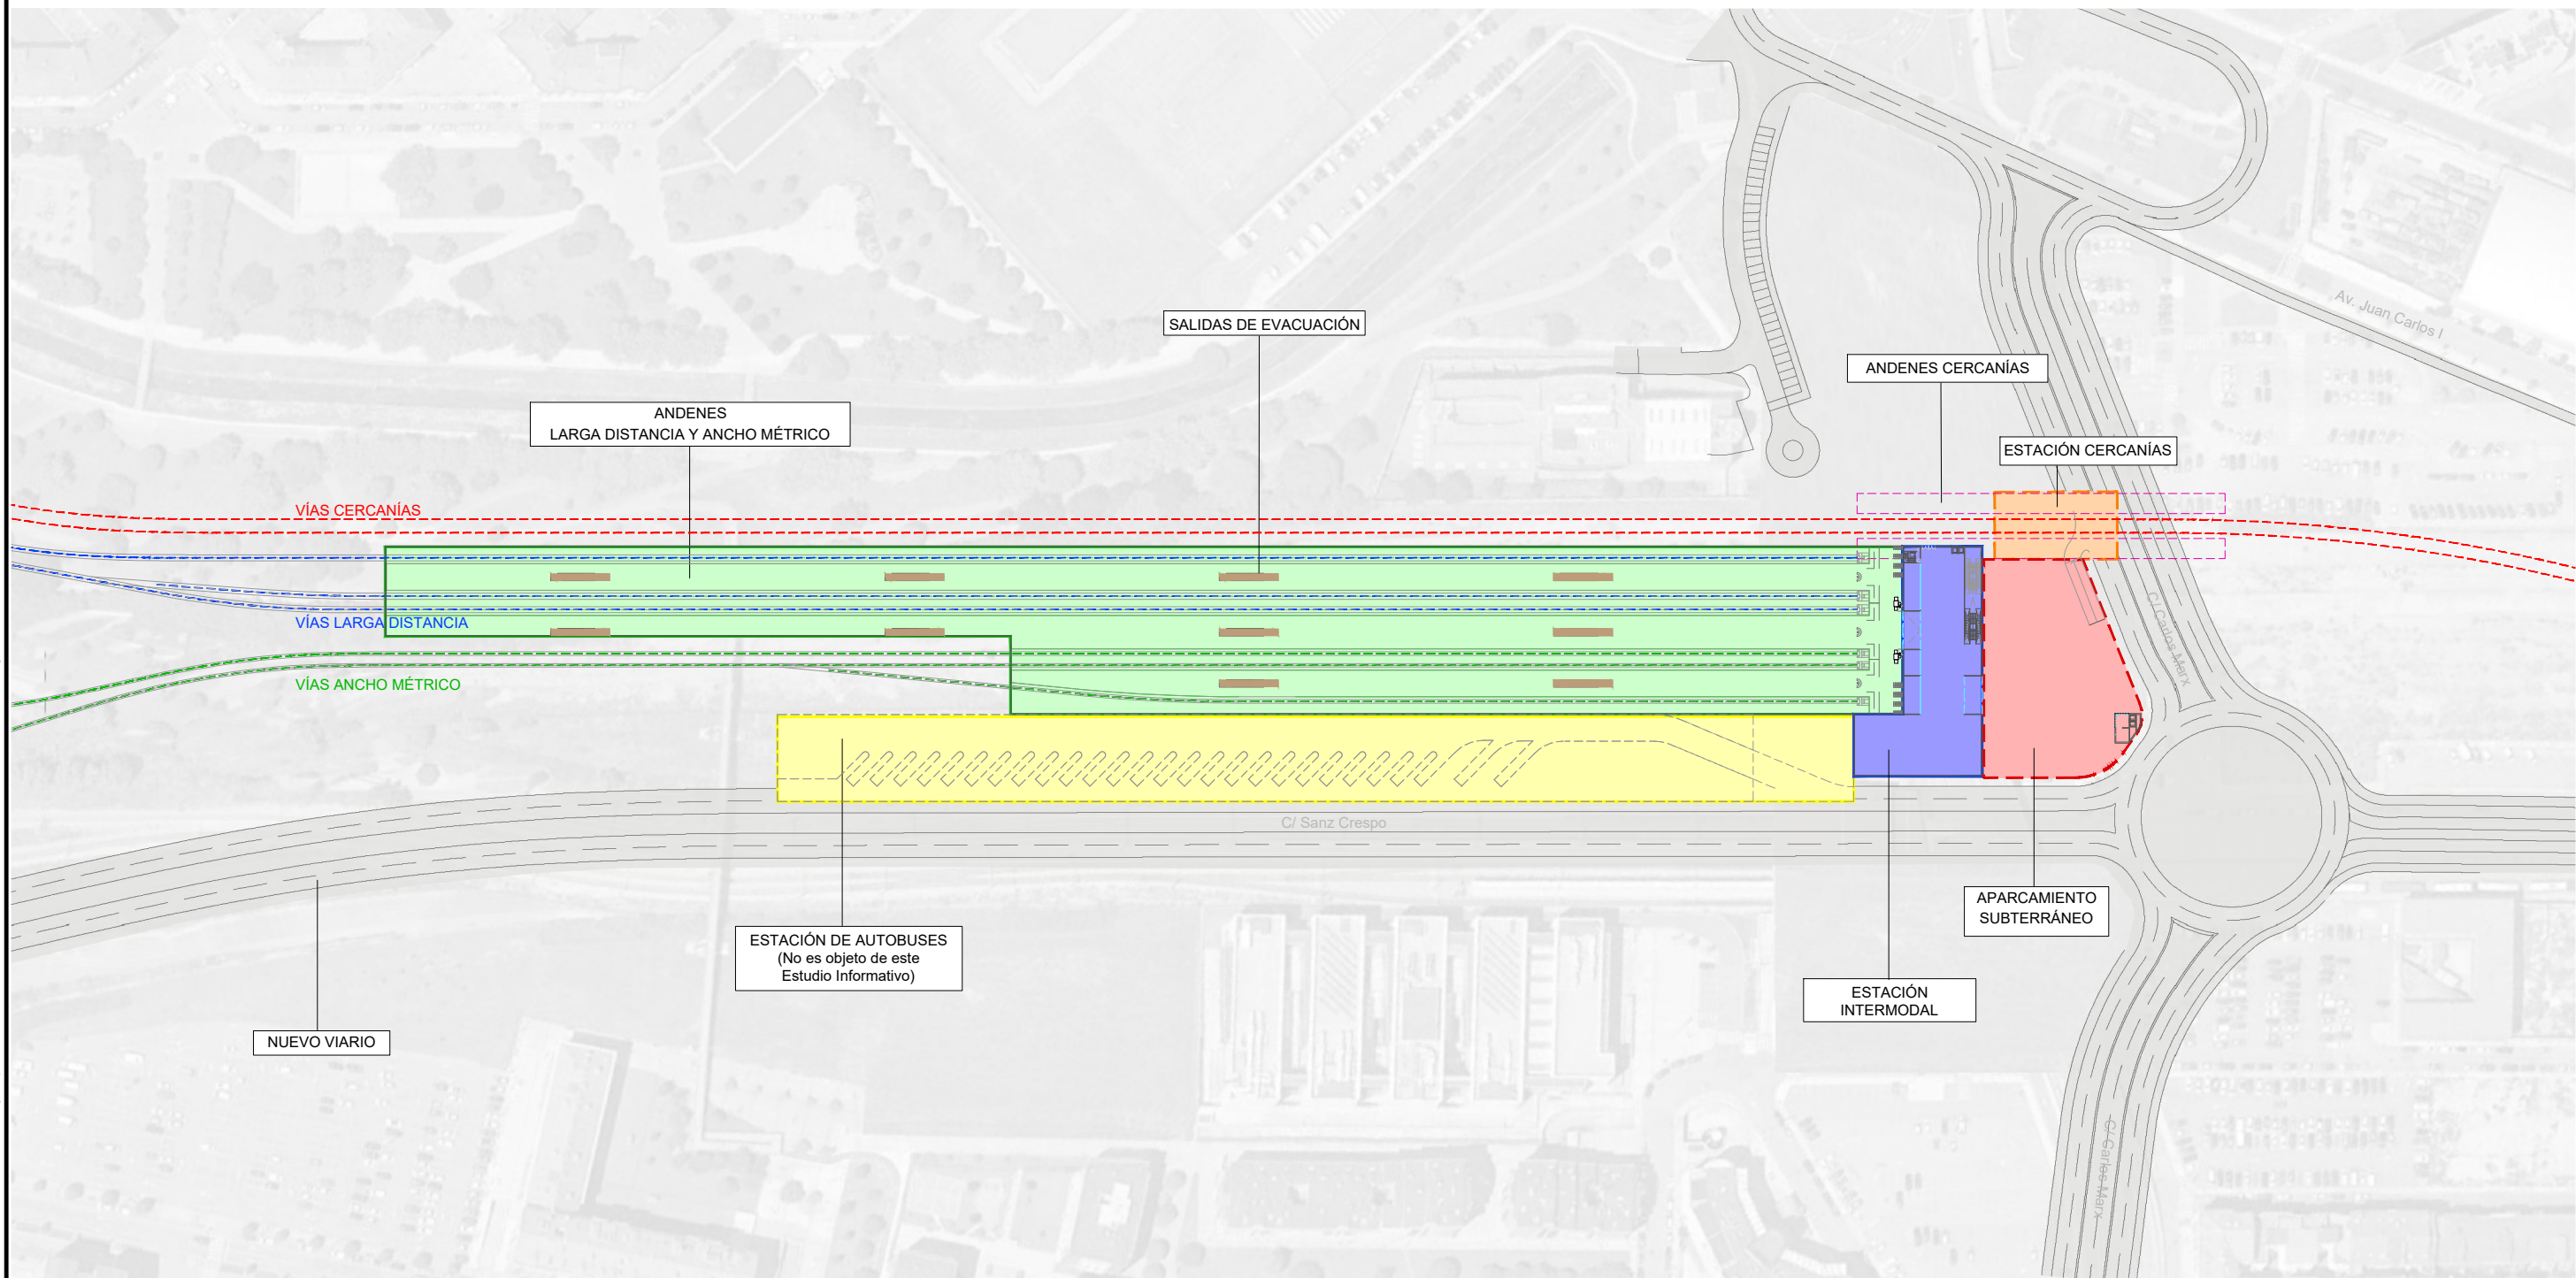 SALIDAS DE EVACUACIÓN
Av. Juan Carlos I
ANDENES CERCANÍAS
ANDENES
LARGA DISTANCIA Y ANCHO MÉTRICO
ESTACIÓN CERCANÍAS
VÍAS CERCANÍAS
VÍAS LARGA DISTANCIA
C/ Carlos Marx
VÍAS ANCHO MÉTRICO
C/ Sanz Crespo
APARCAMIENTO
SUBTERRÁNEO
ESTACIÓN DE AUTOBUSES
(No es objeto de este
Estudio Informativo)
ESTACIÓN
INTERMODAL
NUEVO VIARIO
C/ Carlos Marx